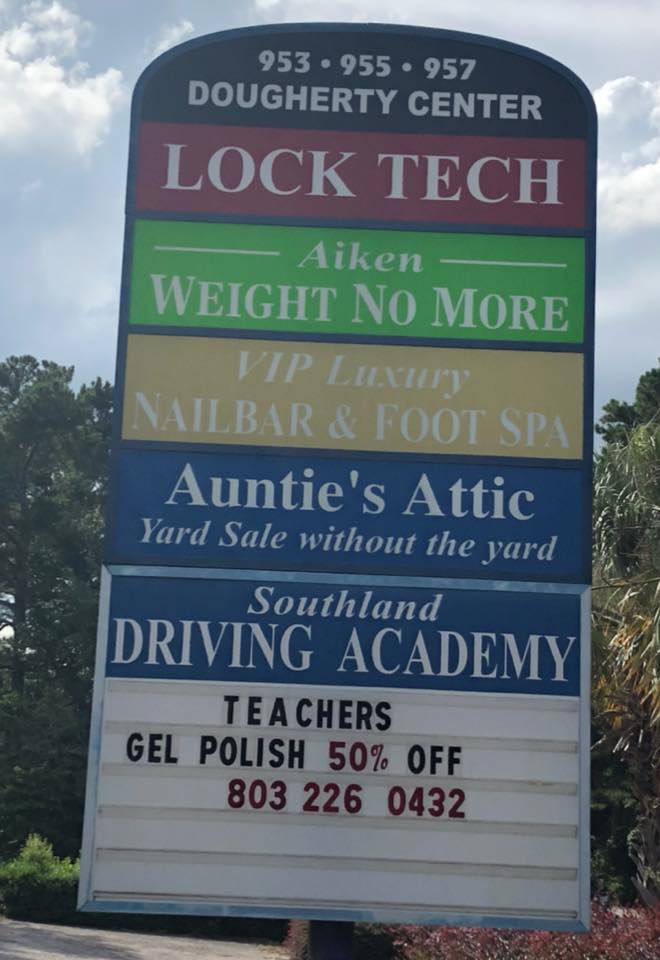 953 • 955 • 957
DOUGHERTY CENTER
LOCK TECH
Aiken
WEIGHT NO MORE
VIP Luxury
NAILBAR & FOOT SPA
Auntie's Attic
Yard Sale without the yard
Southland
DRIVING ACADEMY
TEACHERS
GEL POLISH 50% OFF
803 226 0432